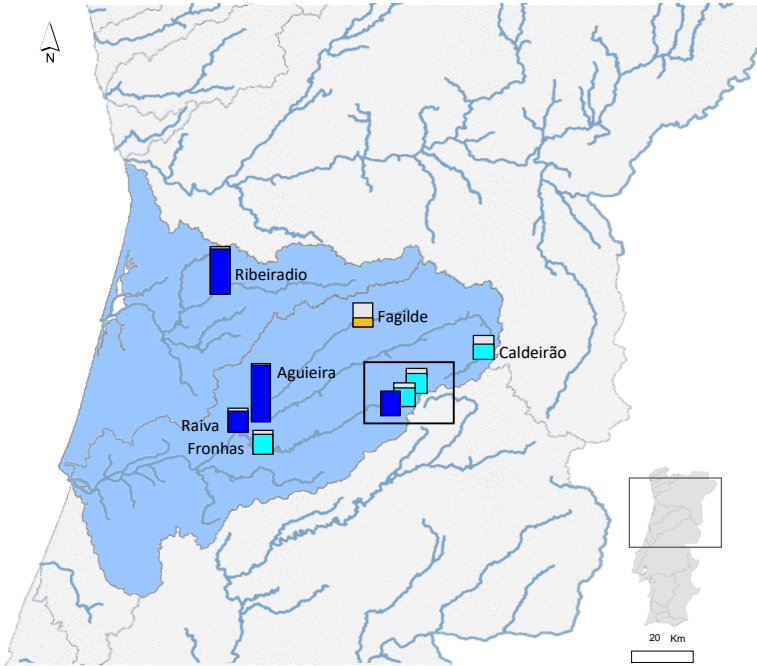 N
Ribeiradio
Fagilde
Caldeirão
Aguieira
Raiva
Fronhas
20 Km